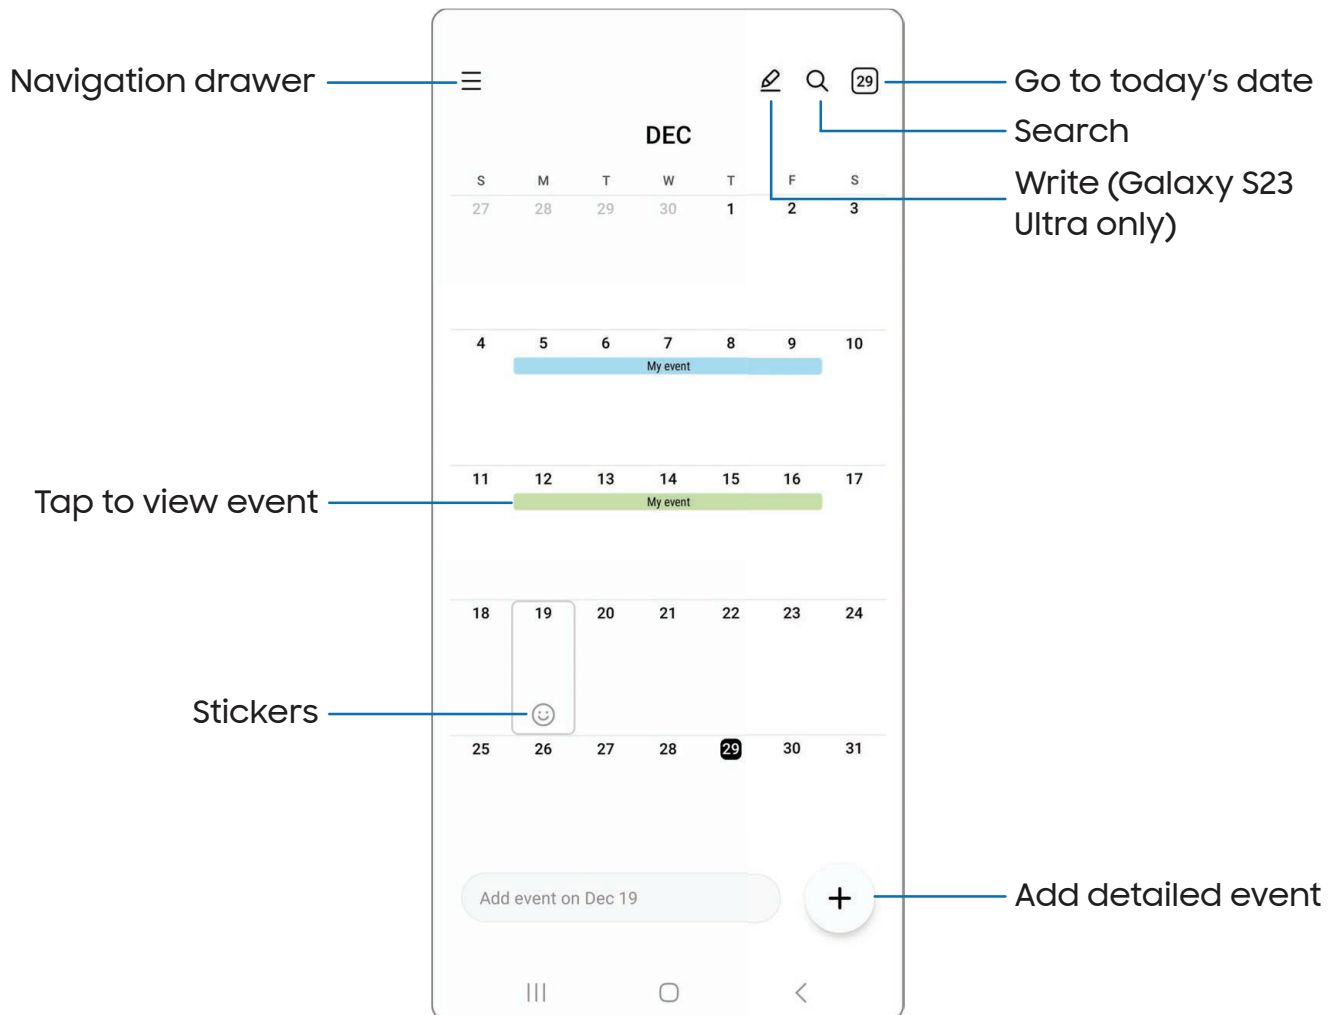 Navigation drawer
29
Go to today's date
Search
DEC
Write (Galaxy S23
Ultra only)
S M T W T F S
27 28 29 30 1 2 3
4 5 6 7 8 9 10
My event
11 12 13 14 15 16 17
Tap to view event
My event
18 19 20 21 22 23 24
Stickers
25 26 27 28 29 30 31
Add event on Dec 19
Add detailed event